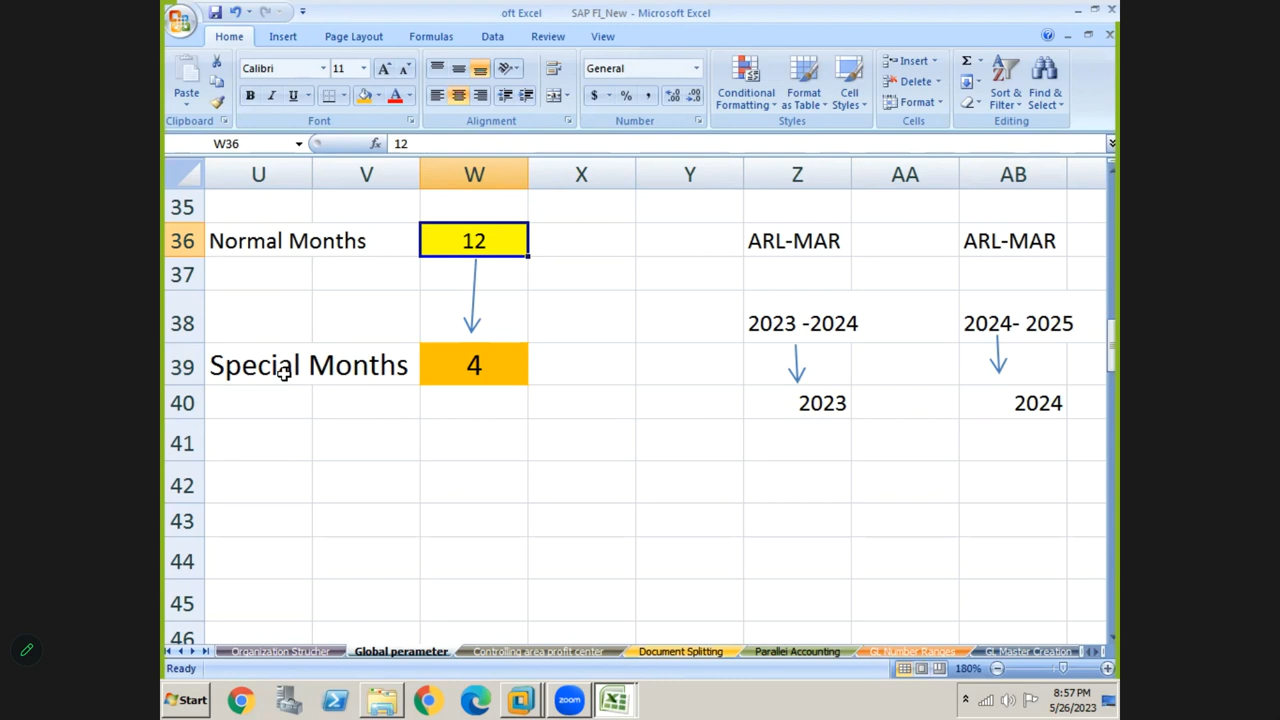 oft Excel SAP FI_New - Microsoft Excel
Home Insert Page Layout Formulas Data Review View
Calibri 11 General
Paste B I U $ % , Conditional Formatting Format as Table Cell Styles Insert Delete Format Sort & Filter Find & Select
Clipboard Font Alignment Number Styles Cells Editing
W36 fx 12
U V W X Y Z AA AB
35
36 Normal Months 12 ARL-MAR ARL-MAR
37
38 2023 -2024 2024- 2025
39 Special Months 4
40 2023 2024
41
42
43
44
45
46
Organization Strucher Global perameter Controlling area profit center Document Splitting Parallel Accounting GL Number Ranges GL Master Creation
Ready 180%
Start zoom 8:57 PM
5/26/2023